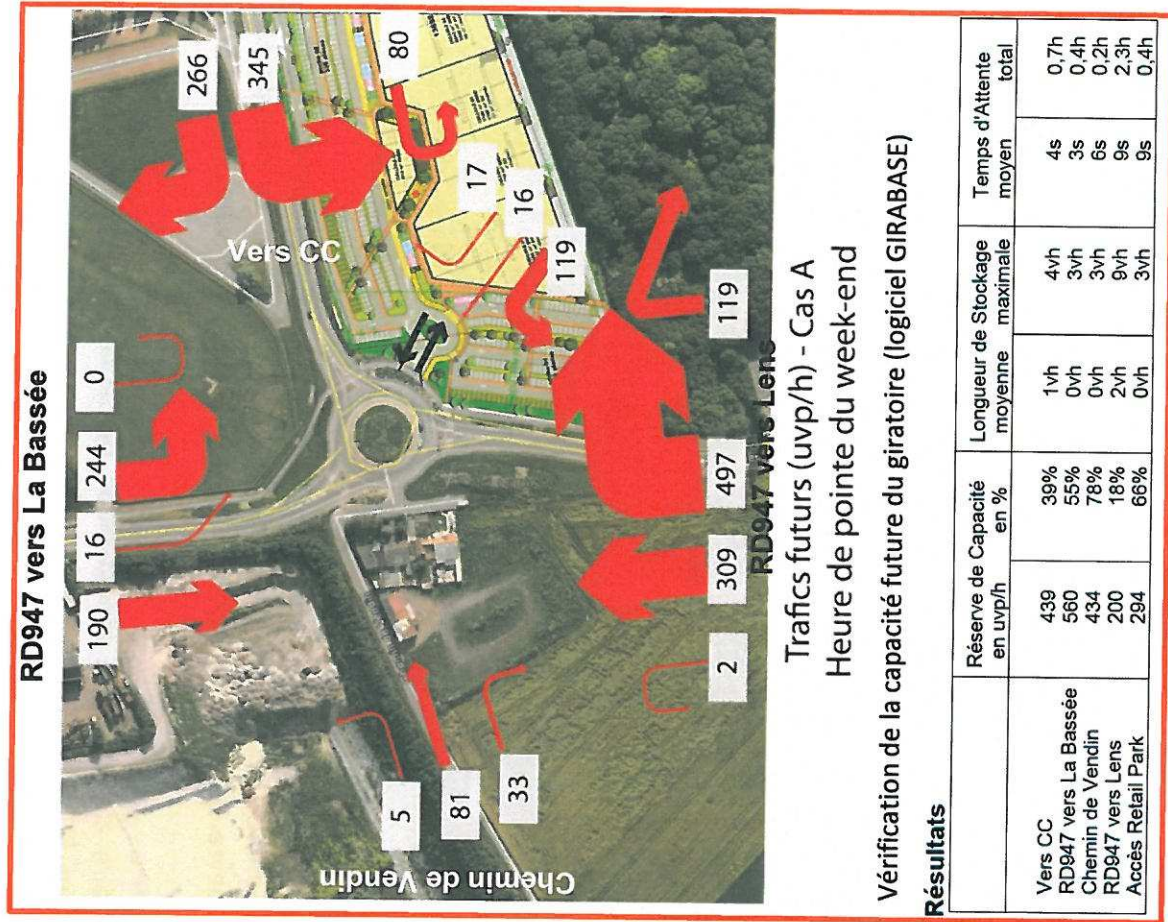 RD947 vers La Bassée
190
16
244
0
266
345
Vers CC
80
17
16
119
119
5
81
33
Chemin de Vendin
2
309
497
RD947 vers Lens
Trafics futurs (uvp/h) - Cas A
Heure de pointe du week-end
Vérification de la capacité future du giratoire (logiciel GIRABASE)
Résultats
Réserve de Capacité Longueur de Stockage Temps d'Attente
en uvp/h en % moyenne maximale moyen total
Vers CC 439 39% 1vh 4vh 4s 0,7h
RD947 vers La Bassée 560 55% 0vh 3vh 3s 0,4h
Chemin de Vendin 434 78% 0vh 3vh 6s 0,2h
RD947 vers Lens 200 18% 2vh 9vh 9s 2,3h
Accès Retail Park 294 66% 0vh 3vh 9s 0,4h